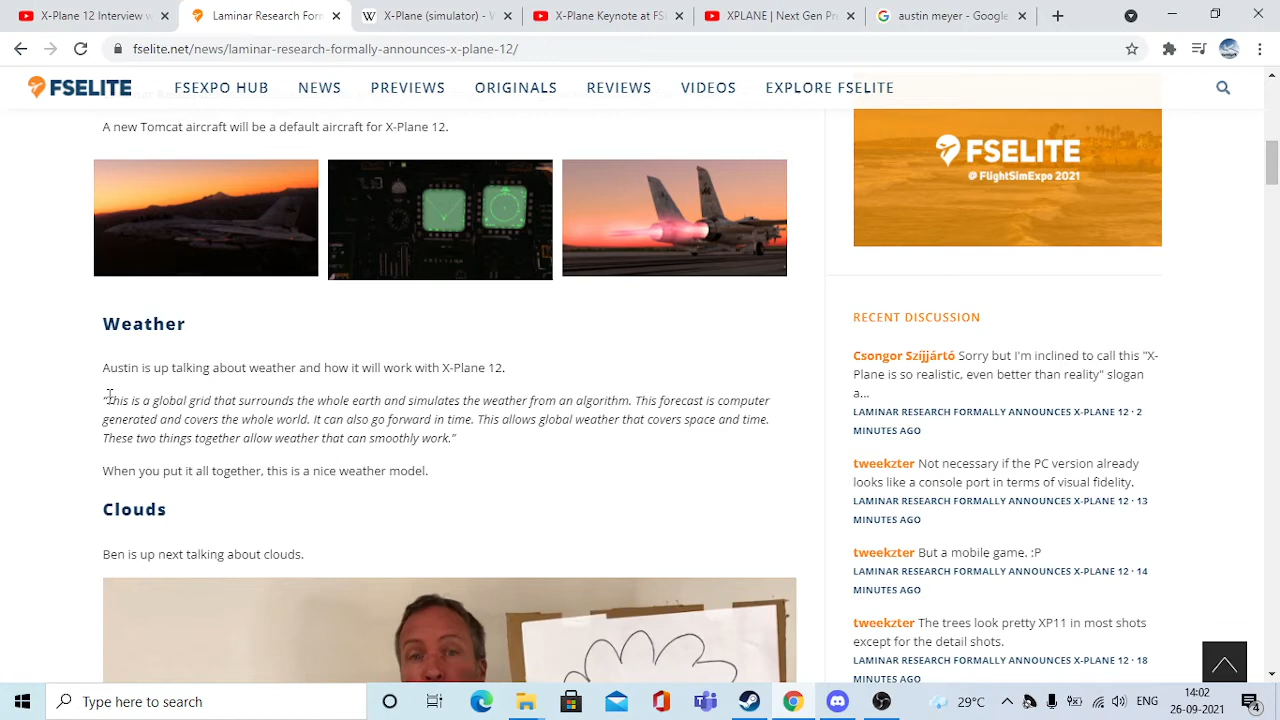 XPlane
FSElite
X-Plane (simulator) - W
X-Plane Keynote at F
XPLANE | Next Gen Pr
austin meyer - Google
fselite.net/news/laminar-research-formally-announces-x-plane-12/
FSELITE
FSEXPO HUB
NEWS
PREVIEWS
ORIGINALS
REVIEWS
VIDEOS
EXPLORE FSELITE
A new Tomcat aircraft will be a default aircraft for X-Plane 12.
Weather
Austin is up talking about weather and how it will work with X-Plane 12.
"This is a global grid that surrounds the whole earth and simulates the weather from an algorithm. This forecast is computer
generated and covers the whole world. It can also go forward in time. This allows global weather that covers space and time.
These two things together allow weather that can smoothly work."
When you put it all together, this is a nice weather model.
Clouds
Ben is up next talking about clouds.
FSELITE
@ FlightSimExpo 2021
RECENT DISCUSSION
Csongor Szíjjártó Sorry but I'm inclined to call this "X-
Plane is so realistic, even better than reality" slogan
a...
LAMINAR RESEARCH FORMALLY ANNOUNCES X-PLANE 12 · 2
MINUTES AGO
tweekzter Not necessary if the PC version already
looks like a console port in terms of visual fidelity.
LAMINAR RESEARCH FORMALLY ANNOUNCES X-PLANE 12 · 13
MINUTES AGO
tweekzter But a mobile game. :P
LAMINAR RESEARCH FORMALLY ANNOUNCES X-PLANE 12 · 14
MINUTES AGO
tweekzter The trees look pretty XP11 in most shots
except for the detail shots.
LAMINAR RESEARCH FORMALLY ANNOUNCES X-PLANE 12 · 18
MINUTES AGO
Type here to search
29°C
14:02
26-09-2021
4